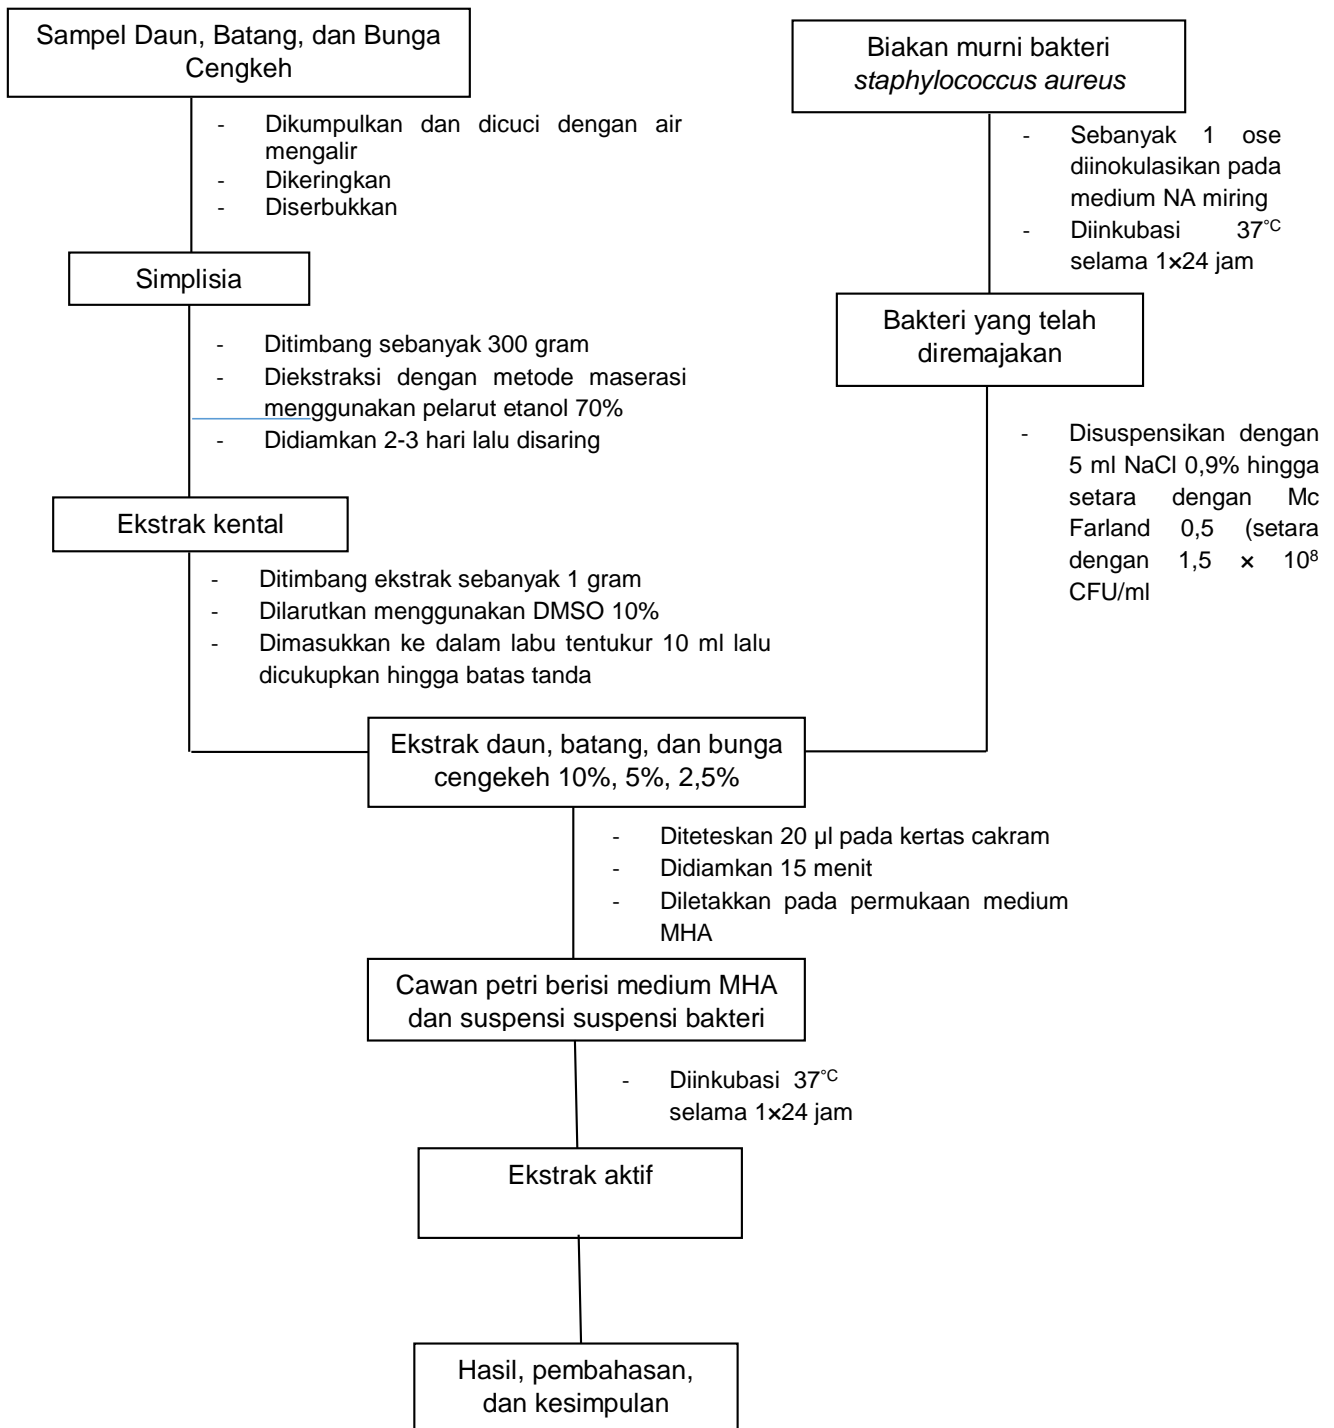 Sampel Daun, Batang, dan Bunga
Cengkeh
- Dikumpulkan dan dicuci dengan air
mengalir
- Dikeringkan
- Diserbukkan
Simplisia
- Ditimbang sebanyak 300 gram
- Diekstraksi dengan metode maserasi
menggunakan pelarut etanol 70%
- Didiamkan 2-3 hari lalu disaring
Ekstrak kental
- Ditimbang ekstrak sebanyak 1 gram
- Dilarutkan menggunakan DMSO 10%
- Dimasukkan ke dalam labu tentukur 10 ml lalu
dicukupkan hingga batas tanda
Biakan murni bakteri
staphylococcus aureus
- Sebanyak 1 ose
diinokulasikan pada
medium NA miring
- Diinkubasi 37°C
selama 1×24 jam
Bakteri yang telah
diremajakan
- Disuspensikan dengan
5 ml NaCl 0,9% hingga
setara dengan Mc
Farland 0,5 (setara
dengan 1,5 × 10⁸
CFU/ml
Ekstrak daun, batang, dan bunga
cengekeh 10%, 5%, 2,5%
- Diteteskan 20 µl pada kertas cakram
- Didiamkan 15 menit
- Diletakkan pada permukaan medium
MHA
Cawan petri berisi medium MHA
dan suspensi suspensi bakteri
- Diinkubasi 37°C
selama 1×24 jam
Ekstrak aktif
Hasil, pembahasan,
dan kesimpulan